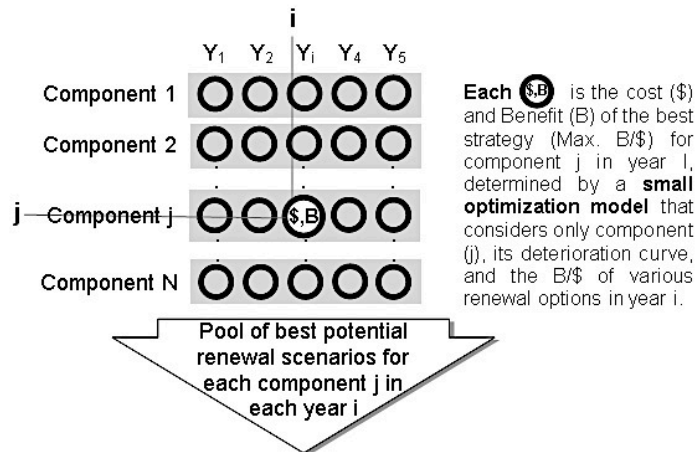 i
Y1 Y2 Yi Y4 Y5
Component 1
Component 2
j Component j $,B
Component N
Pool of best potential
renewal scenarios for
each component j in
each year i
Each $,B is the cost ($)
and Benefit (B) of the best
strategy (Max. B/$) for
component j in year I,
determined by a small
optimization model that
considers only component
(j), its deterioration curve,
and the B/$ of various
renewal options in year i.